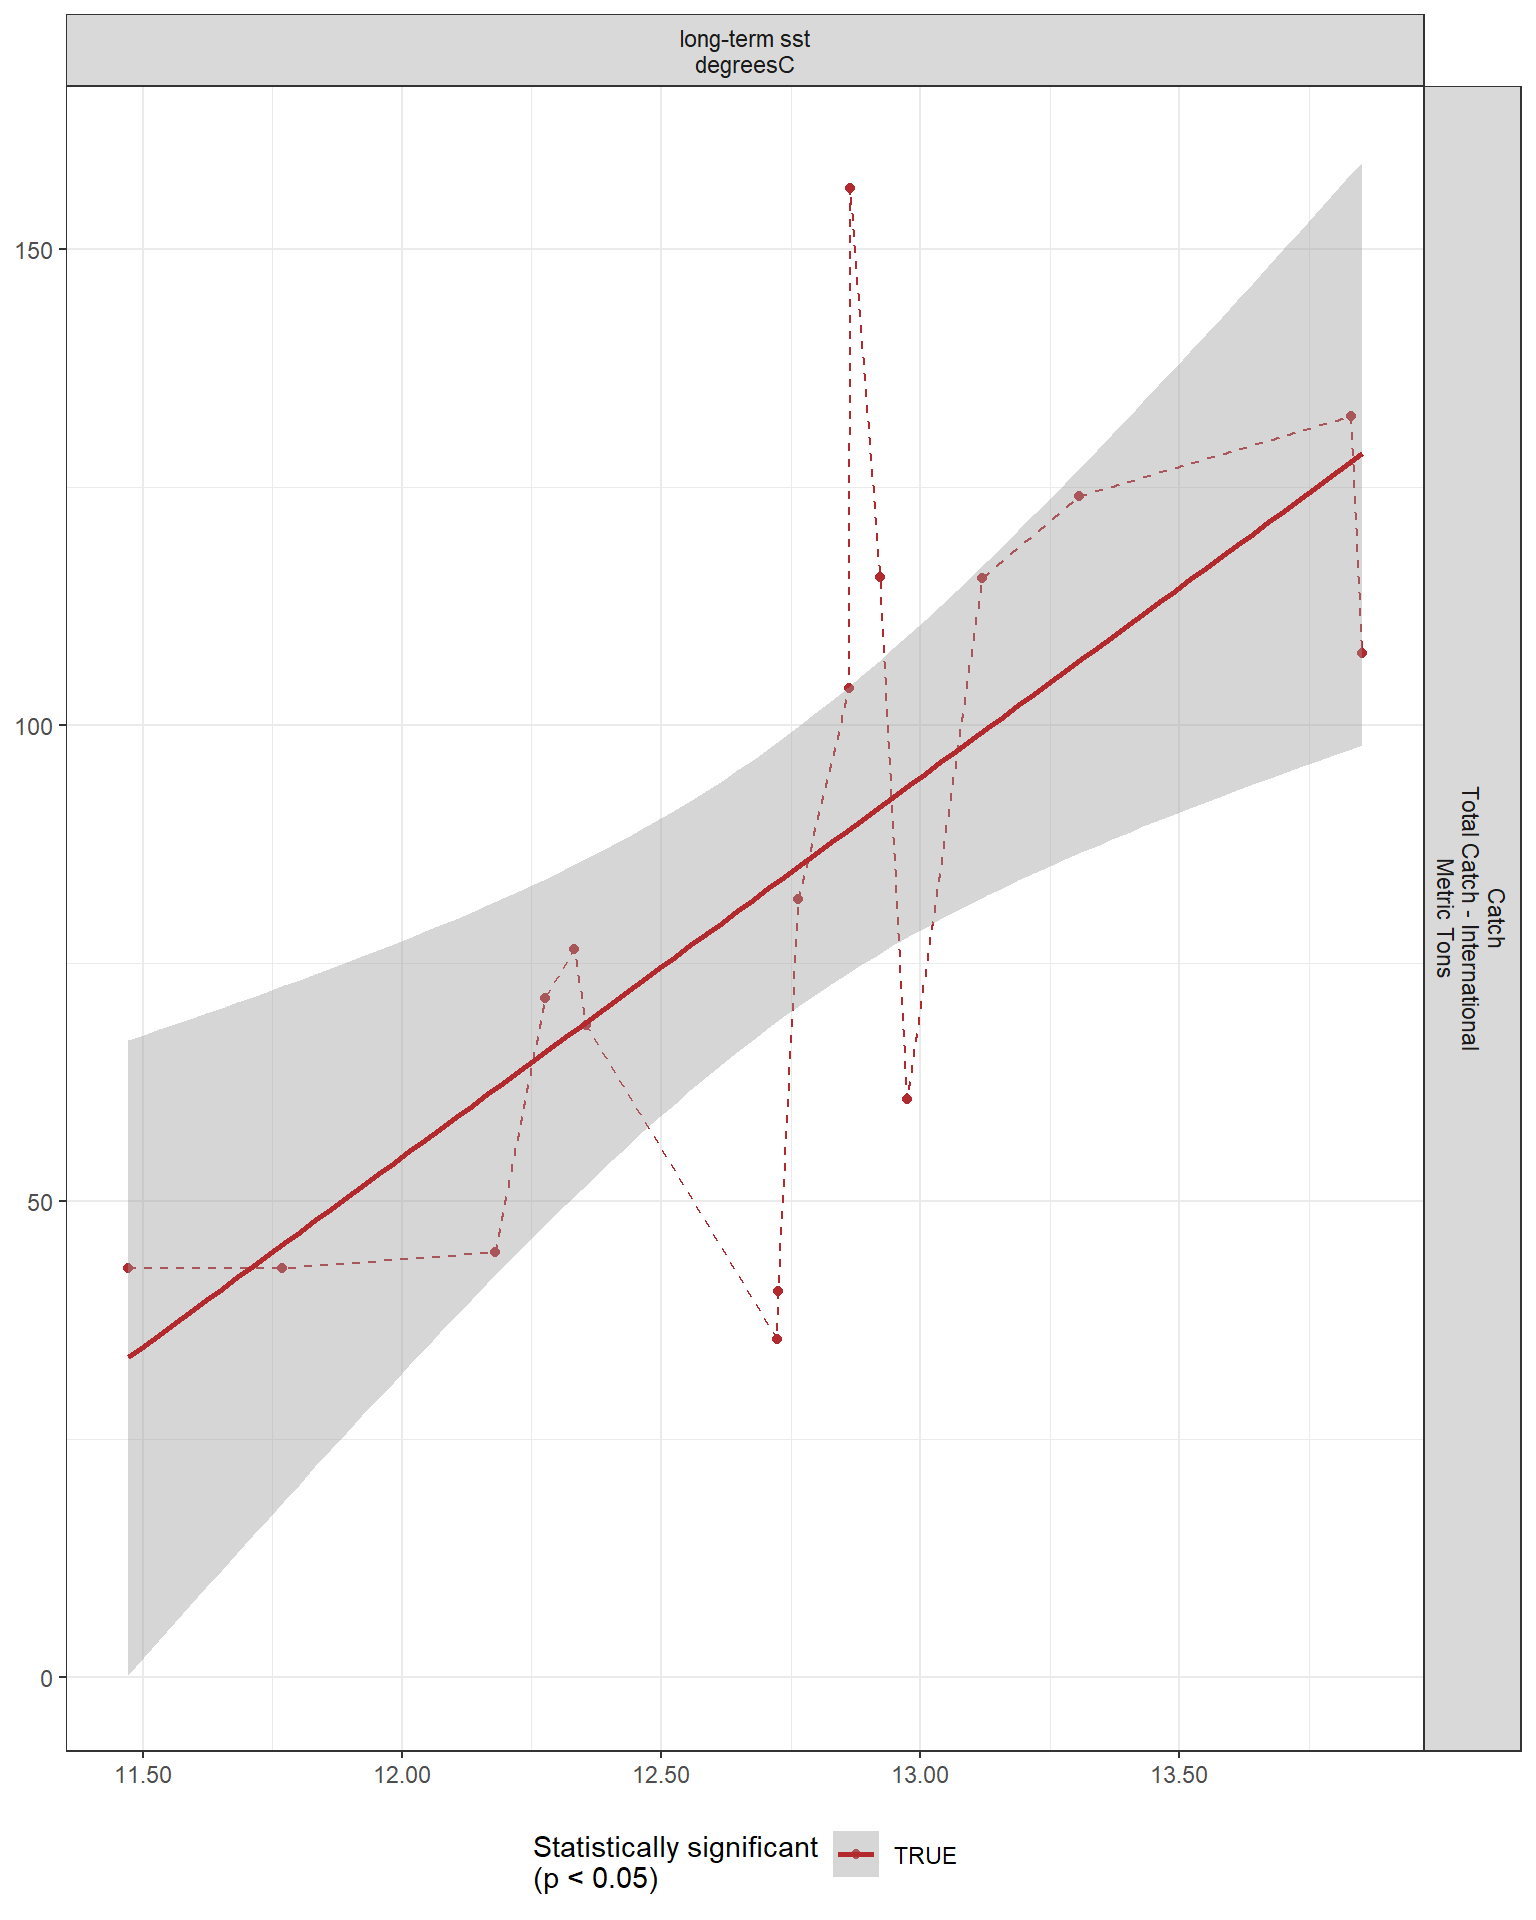 long-term sst
degreesC
150
100
50
0
Catch
Total Catch - International
Metric Tons
11.50
12.00
12.50
13.00
13.50
Statistically significant
(p < 0.05)
TRUE